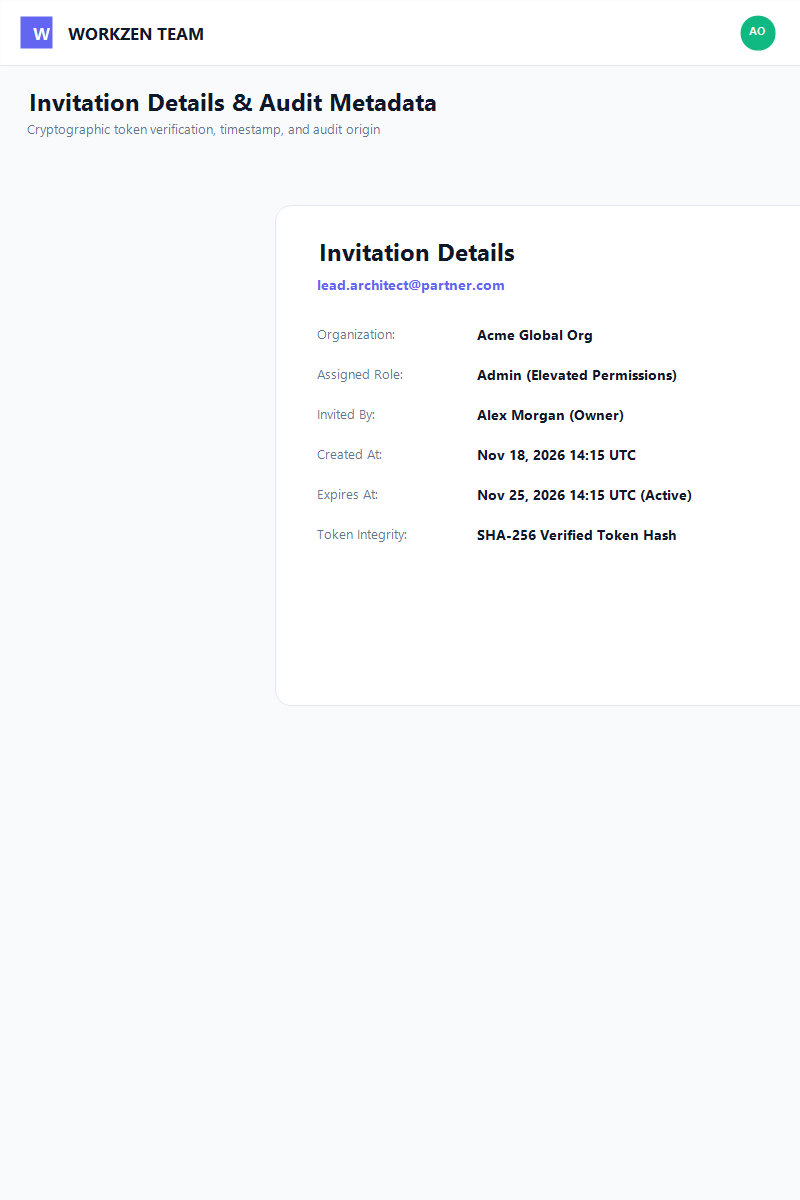 W WORKZEN TEAM AO
Invitation Details & Audit Metadata
Cryptographic token verification, timestamp, and audit origin
Invitation Details
lead.architect@partner.com
Organization: Acme Global Org
Assigned Role: Admin (Elevated Permissions)
Invited By: Alex Morgan (Owner)
Created At: Nov 18, 2026 14:15 UTC
Expires At: Nov 25, 2026 14:15 UTC (Active)
Token Integrity: SHA-256 Verified Token Hash